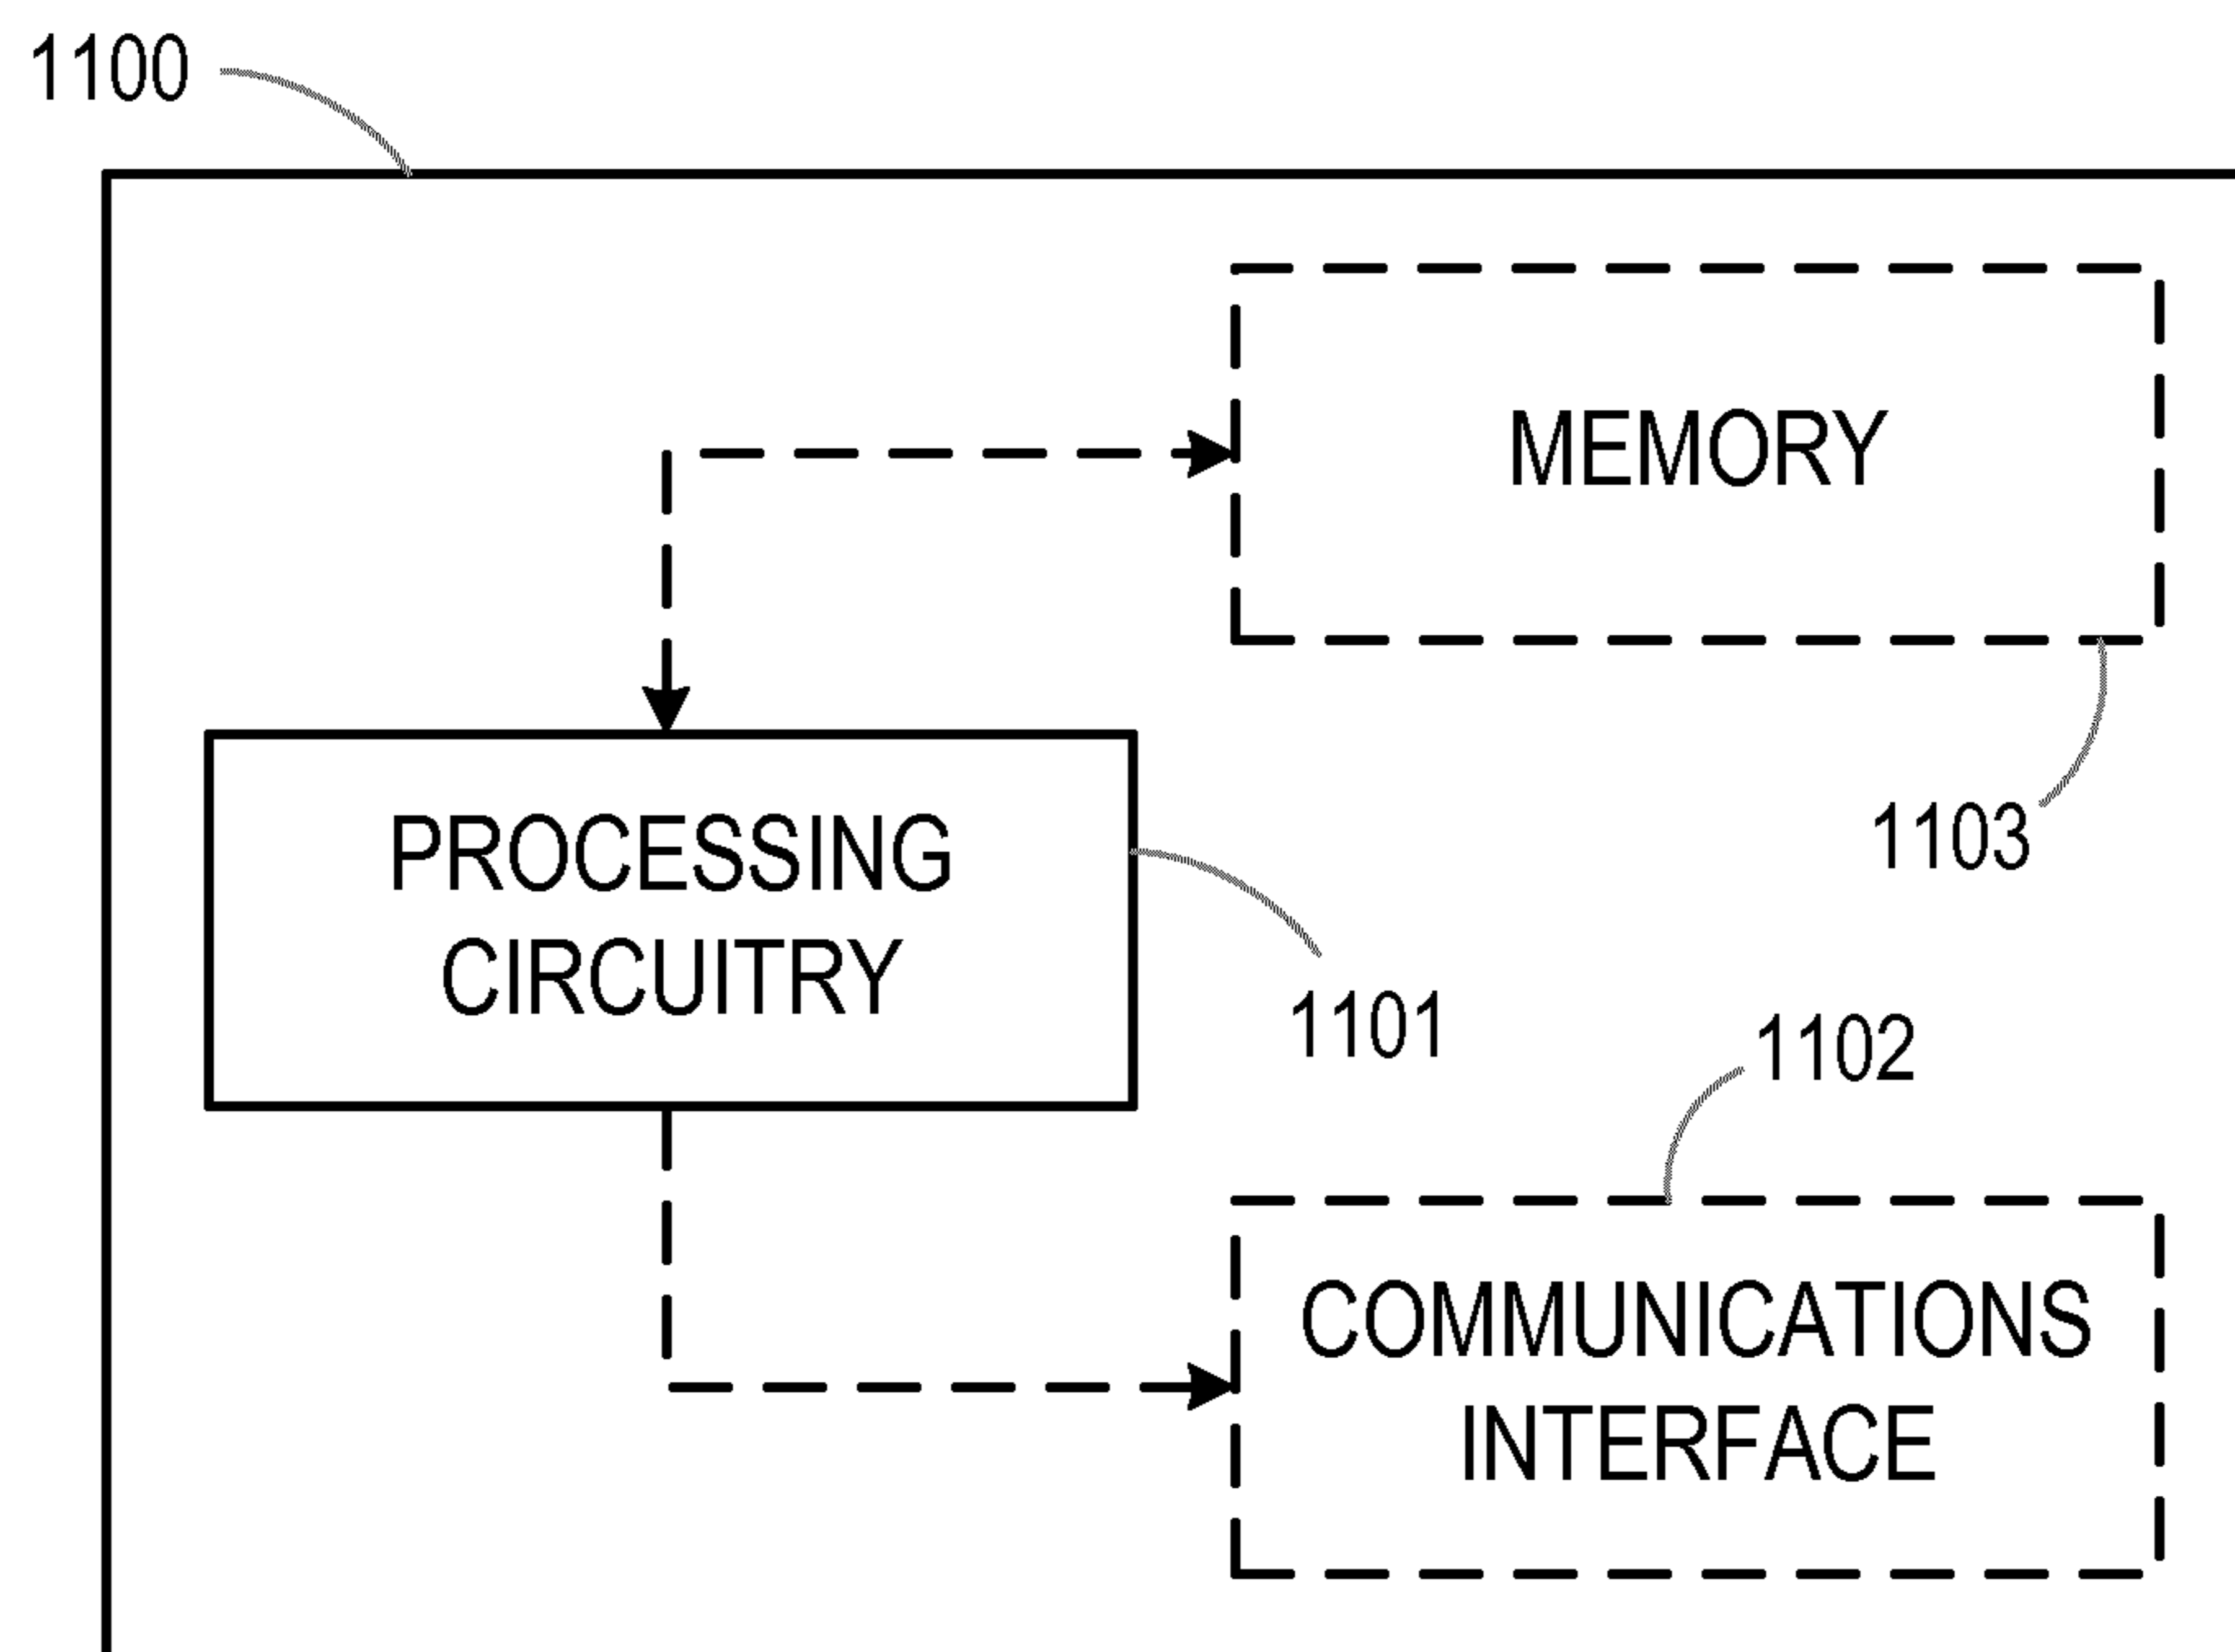 1100
MEMORY
1103
PROCESSING
CIRCUITRY
1101
1102
COMMUNICATIONS
INTERFACE